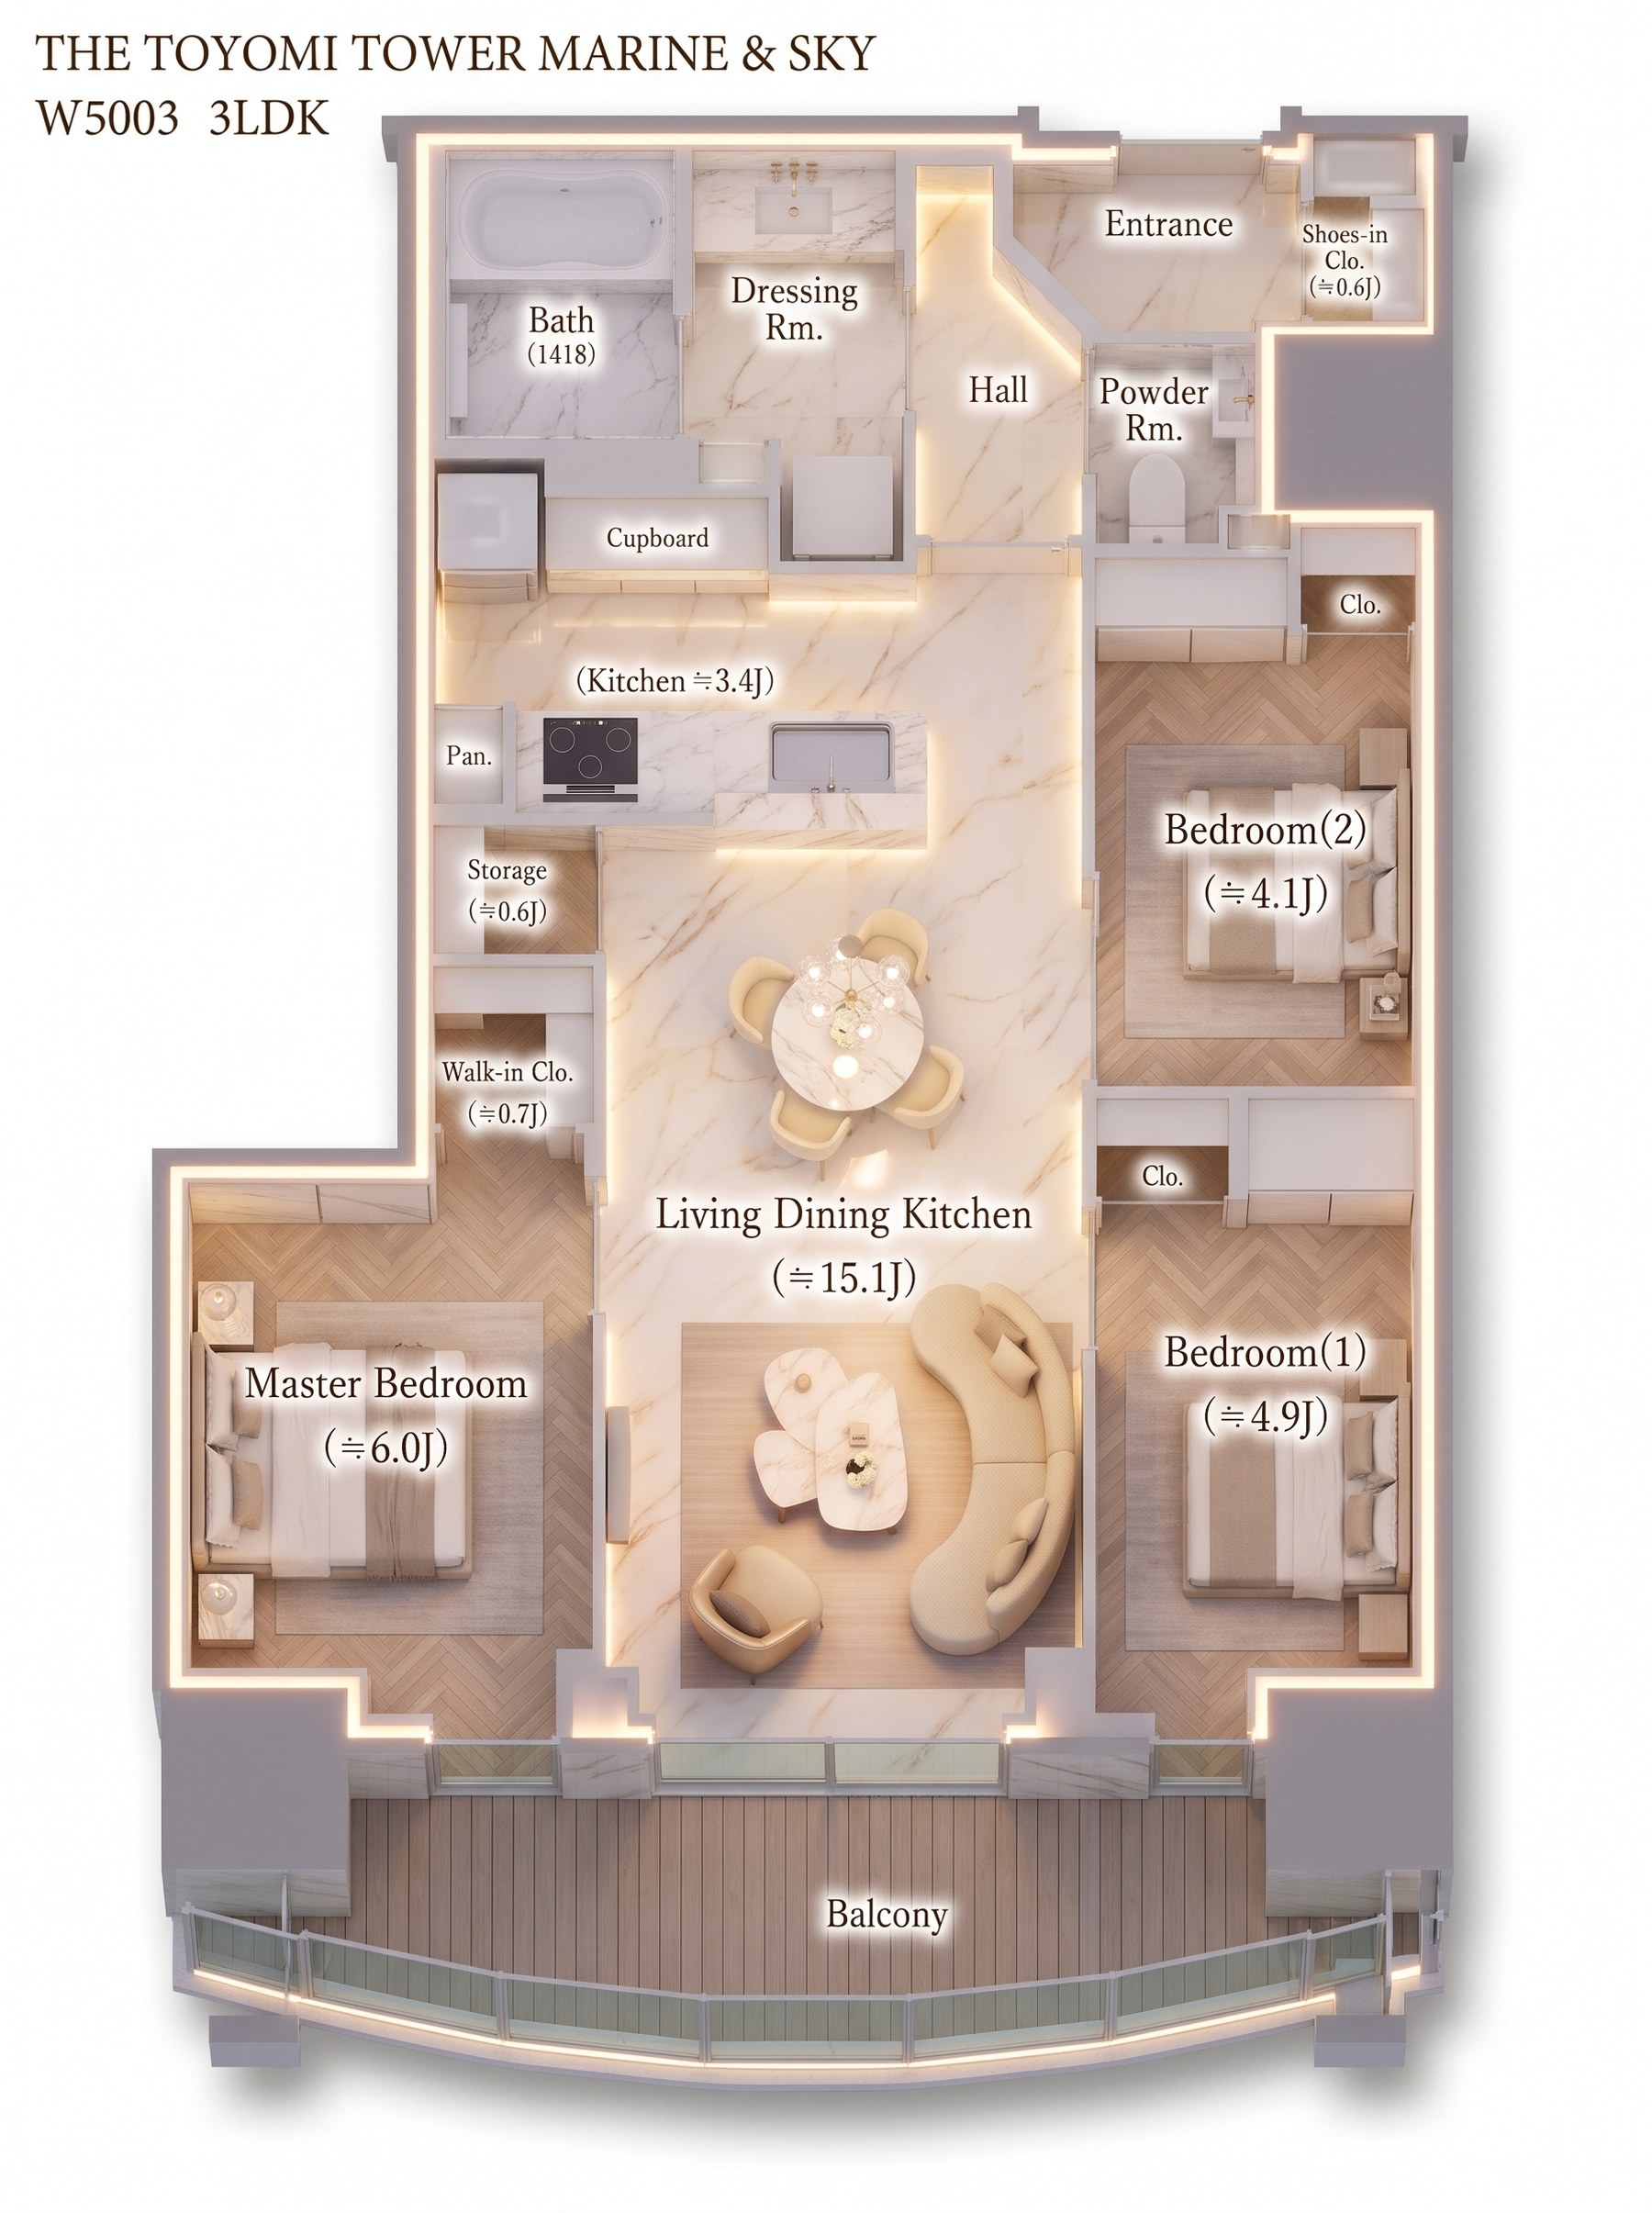 THE TOYOMI TOWER MARINE & SKY
W5003 3LDK
Entrance
Shoes-in
Clo.
(≒0.6J)
Bath
(1418)
Dressing
Rm.
Hall
Powder
Rm.
Cupboard
Clo.
(Kitchen≒3.4J)
Pan.
Storage
(≒0.6J)
Bedroom(2)
(≒4.1J)
Walk-in Clo.
(≒0.7J)
Clo.
Living Dining Kitchen
(≒15.1J)
Master Bedroom
(≒6.0J)
Bedroom(1)
(≒4.9J)
Balcony